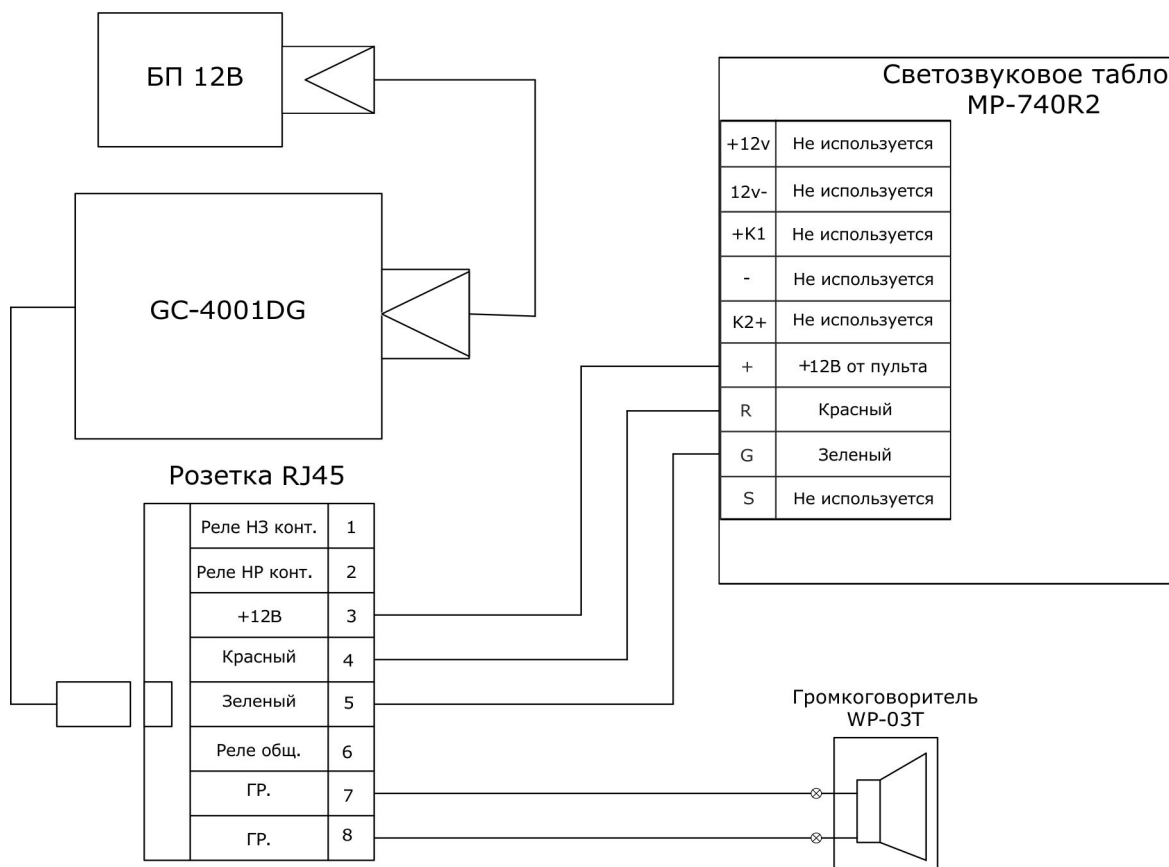 БП 12В
Светозвуковое табло
МР-740R2
+12v Не используется
12v- Не используется
+K1 Не используется
- Не используется
K2+ Не используется
+ +12В от пульта
R Красный
G Зеленый
S Не используется
GC-4001DG
Розетка RJ45
Реле НЗ конт. 1
Реле НР конт. 2
+12В 3
Красный 4
Зеленый 5
Реле общ. 6
ГР. 7
ГР. 8
Громкоговоритель
WP-03T